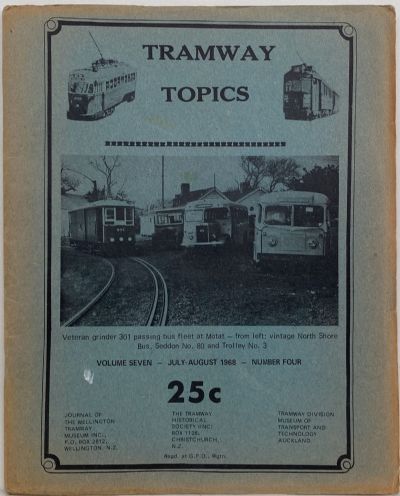 TRAMWAY
TOPICS
Veteran grinder 301 passing bus fleet at Motat — from left: vintage North Shore
Bus, Seddon No. 80 and Trolley No. 3
VOLUME SEVEN — JULY-AUGUST 1968 — NUMBER FOUR
25c
JOURNAL OF
THE WELLINGTON
TRAMWAY
MUSEUM INC.,
P.O. BOX 2812,
WELLINGTON, N.Z.
THE TRAMWAY
HISTORICAL
SOCIETY (INC)
BOX 1126,
CHRISTCHURCH,
N.Z.
TRAMWAY DIVISION
MUSEUM OF
TRANSPORT AND
TECHNOLOGY
AUCKLAND.
Regd. at G.P.O., Wgtn.